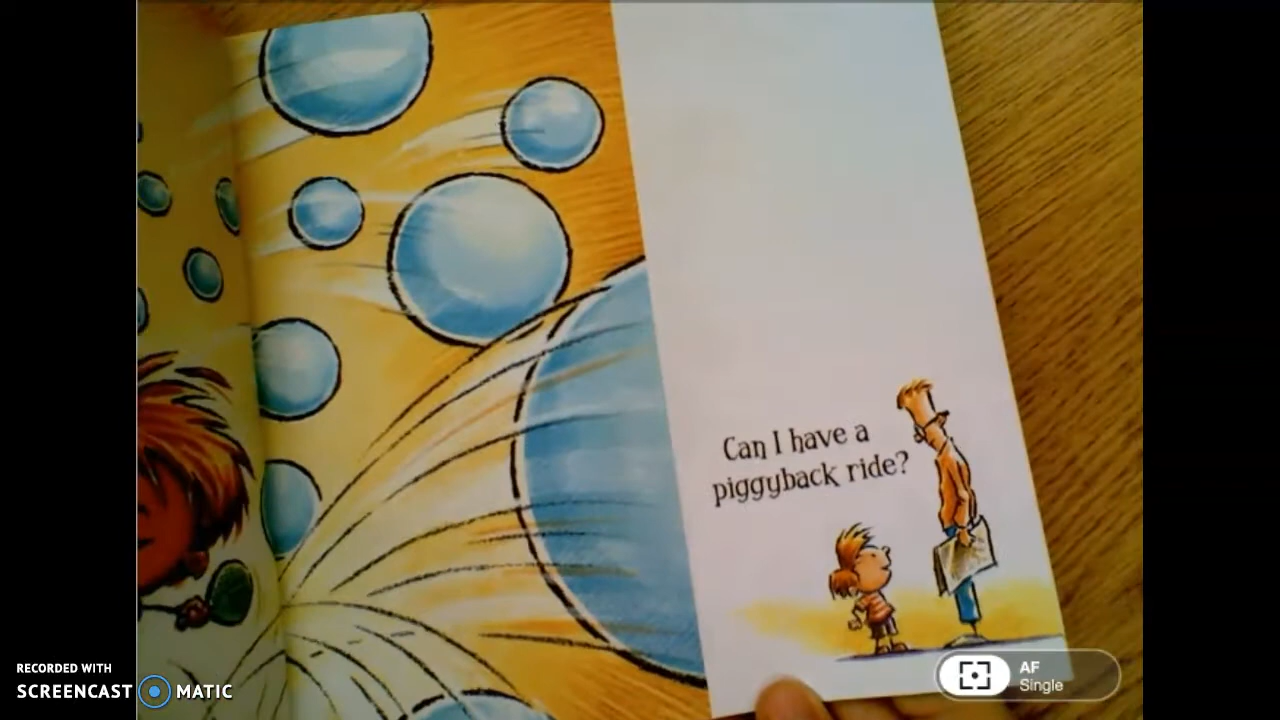 Can I have a
piggyback ride?
RECORDED WITH
SCREENCAST MATIC
AF
Single